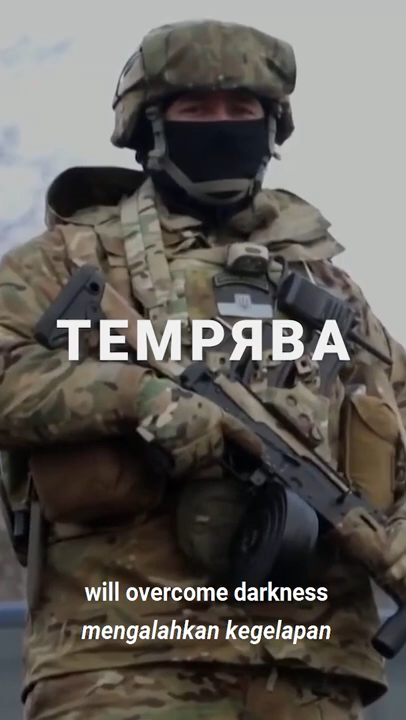 ТЕМРЯВА
will overcome darkness
mengalahkan kegelapan